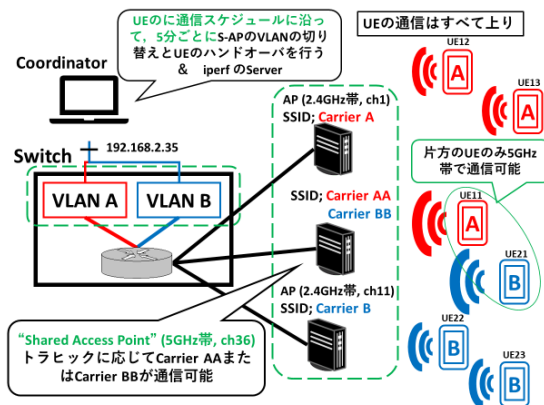 UEのに通信スケジュールに沿っ
て，5分ごとにS-APのVLANの切り
替えとUEのハンドオーバを行う
& iperf のServer
UEの通信はすべて上り
Coordinator
UE12
A
UE13
A
AP (2.4GHz帯, ch1)
SSID; Carrier A
192.168.2.35
Switch
VLAN A
VLAN B
片方のUEのみ5GHz
帯で通信可能
SSID; Carrier AA
Carrier BB
UE11
A
UE21
B
AP (2.4GHz帯, ch11)
SSID; Carrier B
"Shared Access Point" (5GHz帯, ch36)
トラヒックに応じてCarrier AAまた
はCarrier BBが通信可能
UE22
B
UE23
B